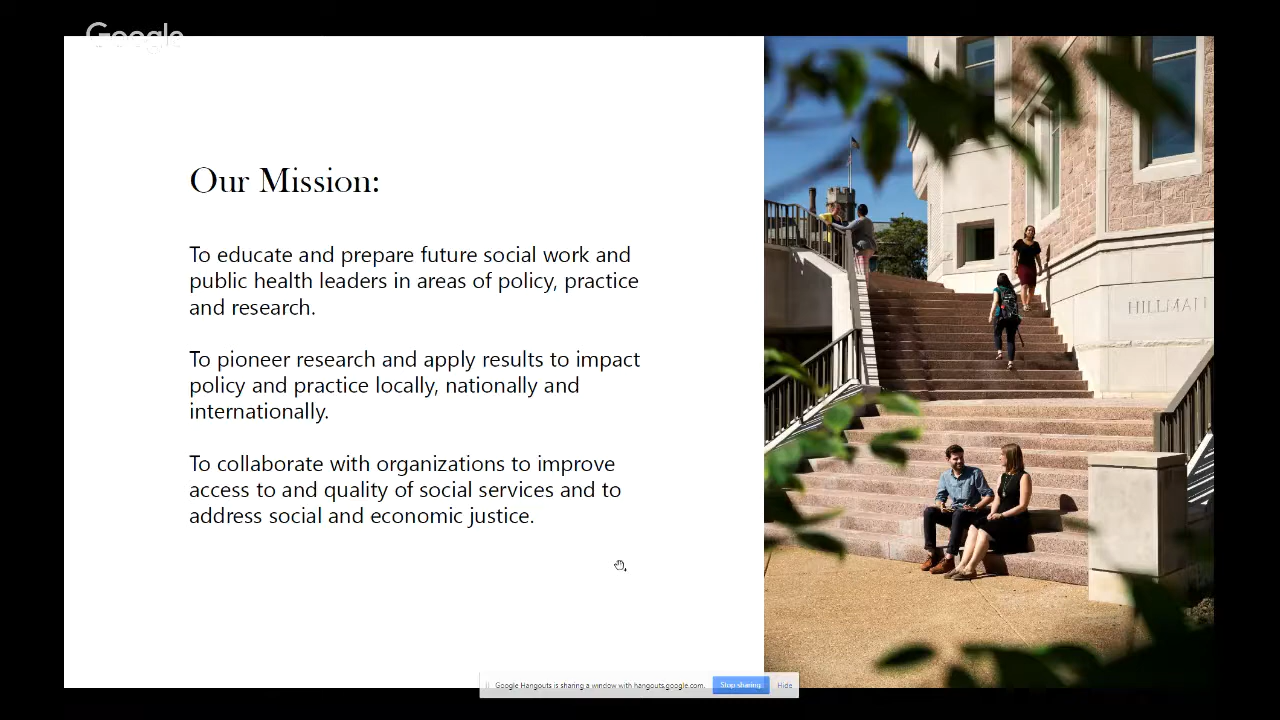 Google
Our Mission:
To educate and prepare future social work and
public health leaders in areas of policy, practice
and research.
To pioneer research and apply results to impact
policy and practice locally, nationally and
internationally.
To collaborate with organizations to improve
access to and quality of social services and to
address social and economic justice.
HILLMAN
Google Hangouts is sharing a window with hangouts.google.com.
Stop sharing
Hide